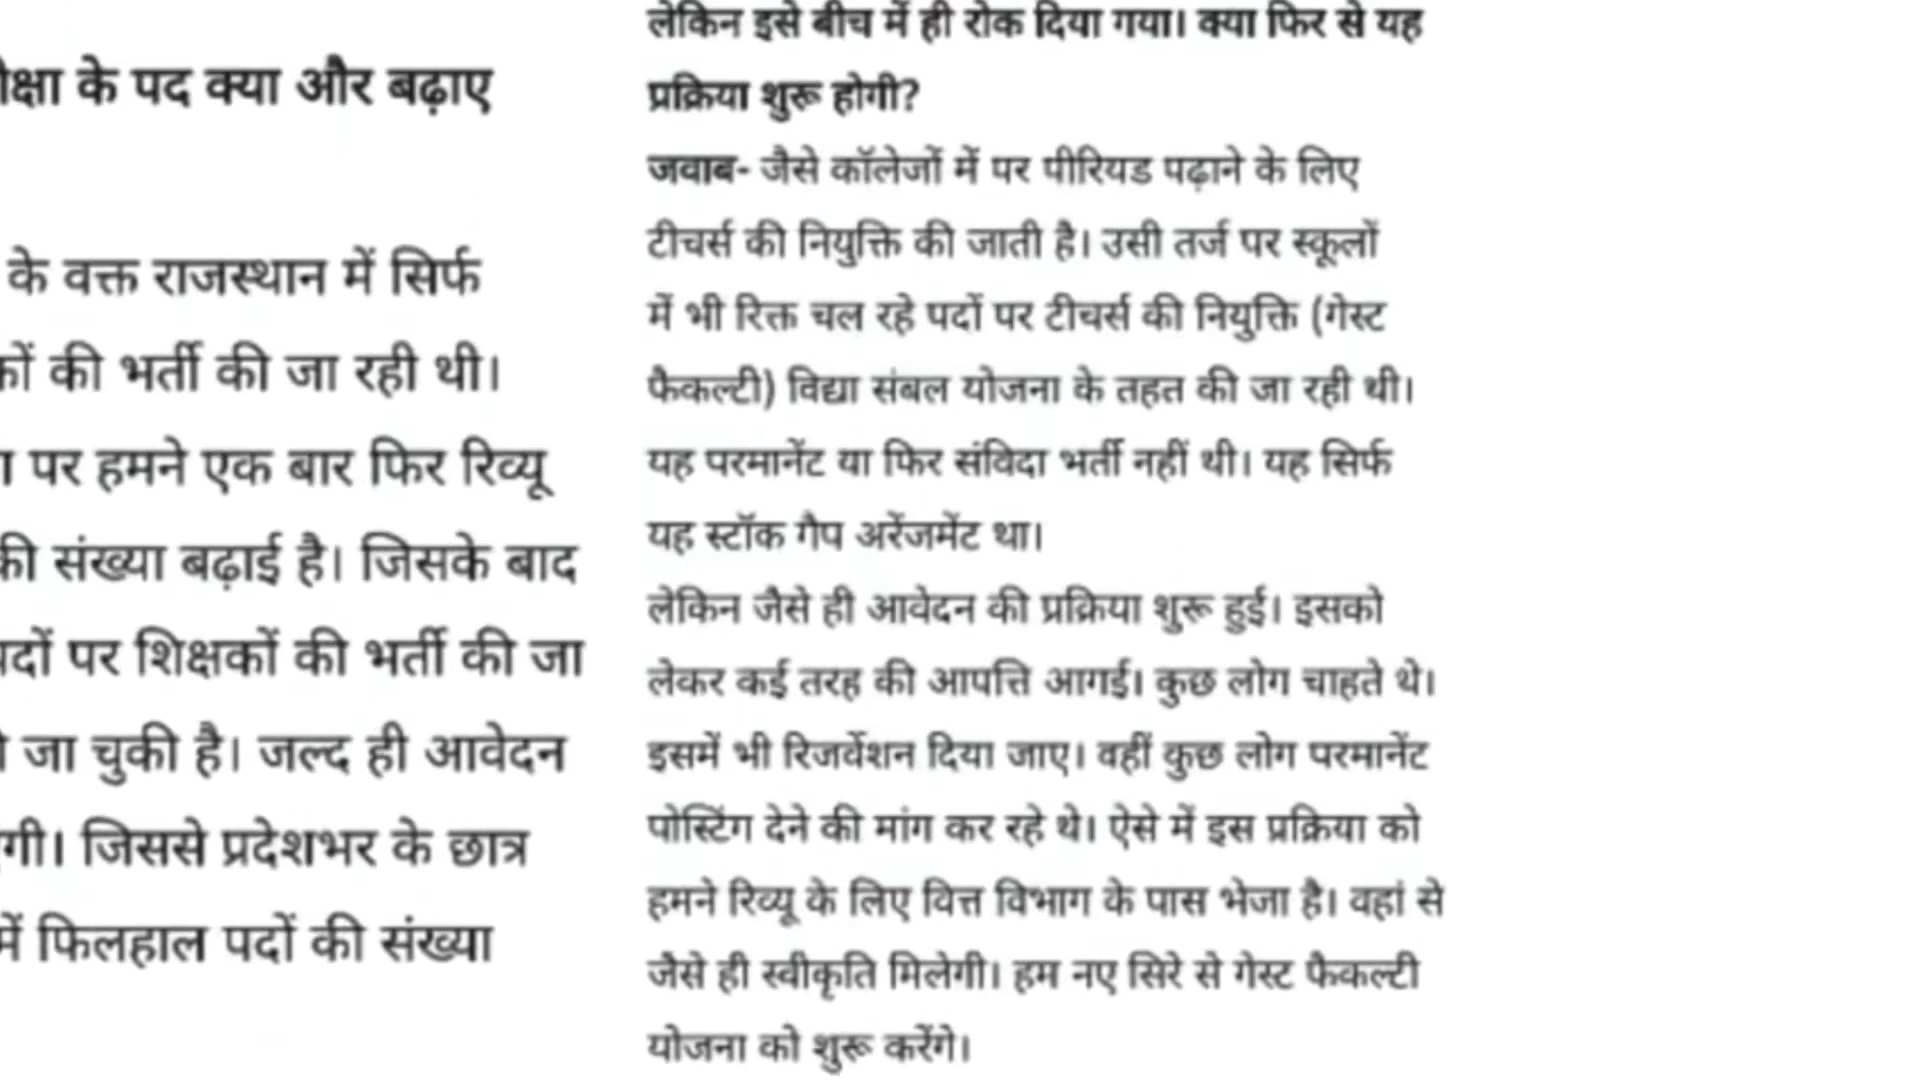 के पद क्या और बढ़ाए
के वक्त राजस्थान में सिर्फ
की भर्ती की जा रही थी।
पर हमने एक बार फिर रिव्यू
की संख्या बढ़ाई है। जिसके बाद
पर शिक्षकों की भर्ती की जा
जा चुकी है। जल्द ही आवेदन
जिससे प्रदेशभर के छात्र
में फिलहाल पदों की संख्या
लेकिन इसे बीच में ही रोक दिया गया। क्या फिर से यह
प्रक्रिया शुरू होगी?
जवाब- जैसे कॉलेजों में पर पीरियड पढ़ाने के लिए
टीचर्स की नियुक्ति की जाती है। उसी तर्ज पर स्कूलों
में भी रिक्त चल रहे पदों पर टीचर्स की नियुक्ति (गेस्ट
फैकल्टी) विद्या संबल योजना के तहत की जा रही थी।
यह परमानेंट या फिर संविदा भर्ती नहीं थी। यह सिर्फ
यह स्टॉक गैप अरेंजमेंट था।
लेकिन जैसे ही आवेदन की प्रक्रिया शुरू हुई। इसको
लेकर कई तरह की आपत्ति आगई। कुछ लोग चाहते थे।
इसमें भी रिजर्वेशन दिया जाए। वहीं कुछ लोग परमानेंट
पोस्टिंग देने की मांग कर रहे थे। ऐसे में इस प्रक्रिया को
हमने रिव्यू के लिए वित्त विभाग के पास भेजा है। वहां से
जैसे ही स्वीकृति मिलेगी। हम नए सिरे से गेस्ट फैकल्टी
योजना को शुरू करेंगे।